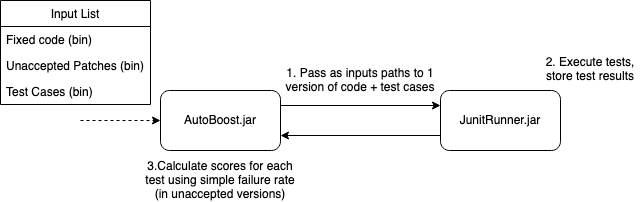 Input List
Fixed code (bin)
Unaccepted Patches (bin)
Test Cases (bin)
1. Pass as inputs paths to 1
version of code + test cases
2. Execute tests,
store test results
AutoBoost.jar
JunitRunner.jar
3.Calculate scores for each
test using simple failure rate
(in unaccepted versions)